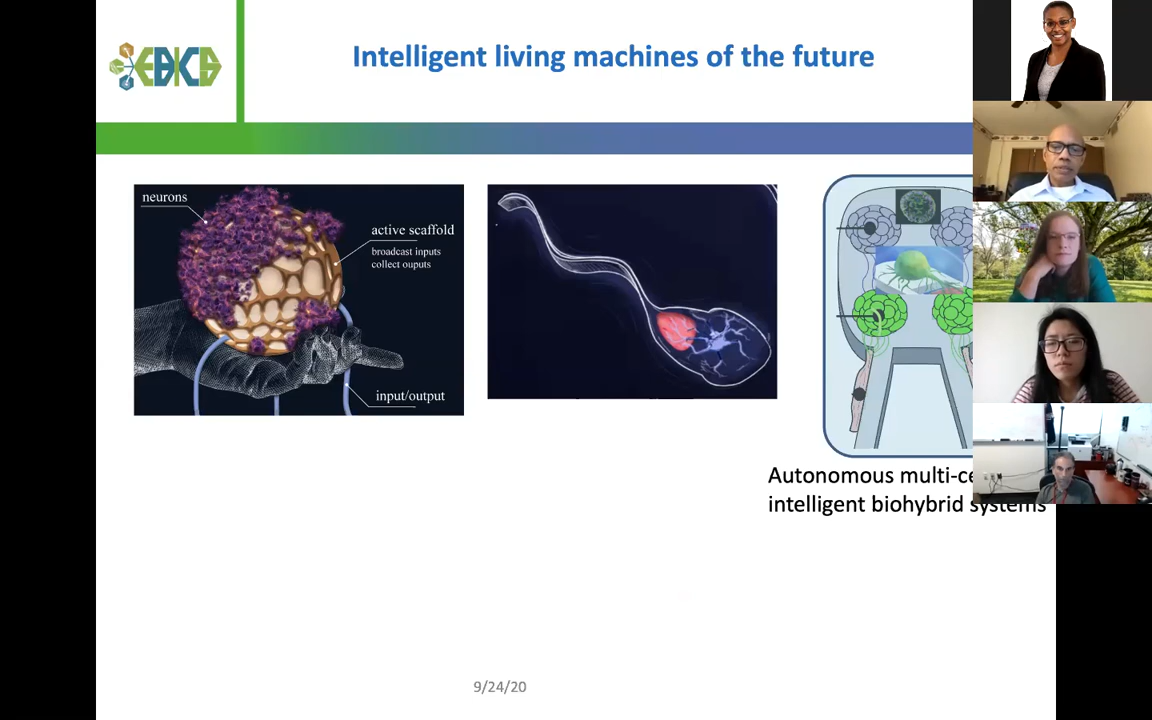 EBICS
Intelligent living machines of the future
neurons
active scaffold
broadcast inputs
collect ouputs
input/output
Autonomous multi-ce
intelligent biohybrid systems
9/24/20